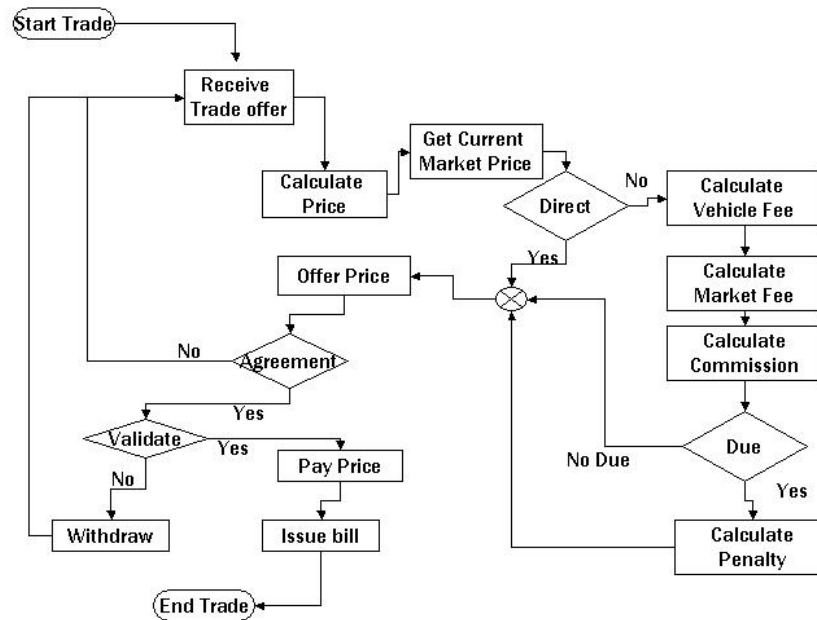 Start Trade
Receive
Trade offer
Get Current
Market Price
Calculate
Price
No
Calculate
Vehicle Fee
Direct
Yes
Offer Price
Calculate
Market Fee
Calculate
Commission
No
Agreement
Yes
Validate
Yes
No Due
Due
Pay Price
No
Yes
Withdraw
Issue bill
Calculate
Penalty
End Trade